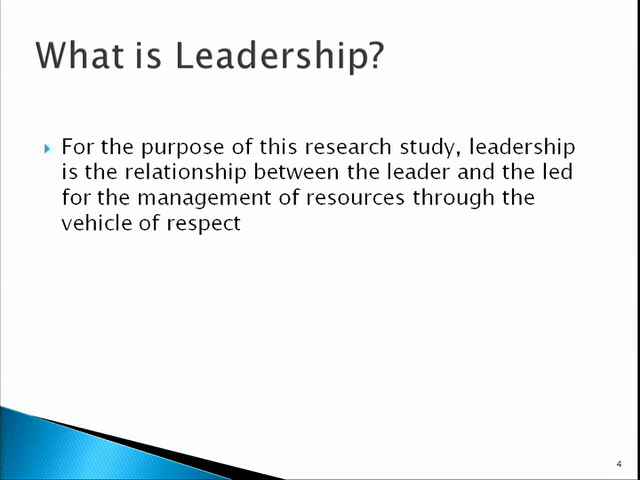 What is Leadership?
For the purpose of this research study, leadership
is the relationship between the leader and the led
for the management of resources through the
vehicle of respect
4